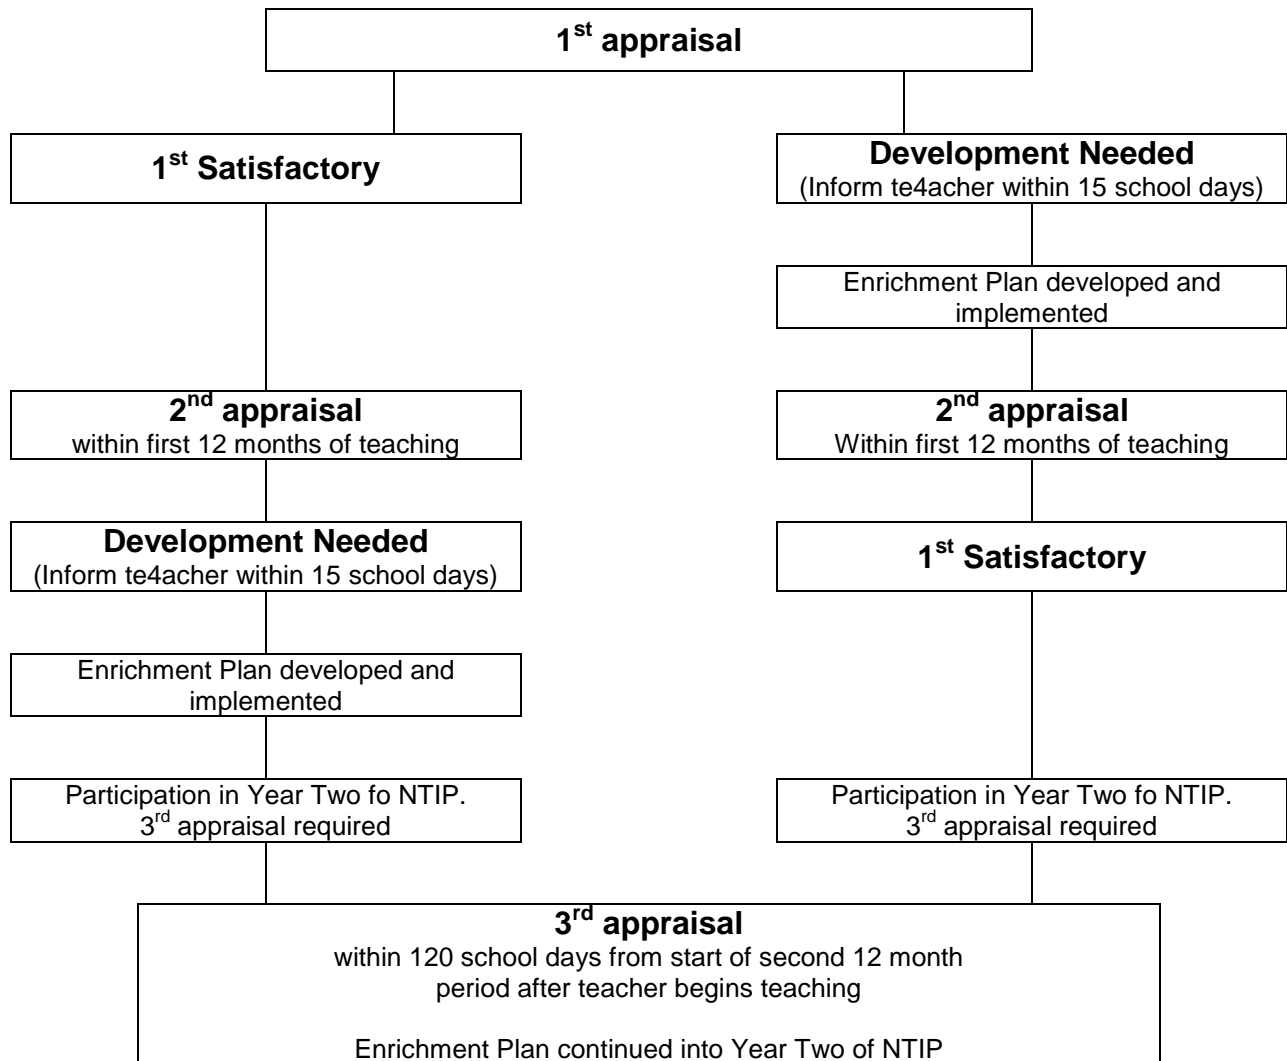 1st appraisal
1st Satisfactory
Development Needed
(Inform te4acher within 15 school days)
Enrichment Plan developed and
implemented
2nd appraisal
within first 12 months of teaching
2nd appraisal
Within first 12 months of teaching
Development Needed
(Inform te4acher within 15 school days)
1st Satisfactory
Enrichment Plan developed and
implemented
Participation in Year Two fo NTIP.
3rd appraisal required
Participation in Year Two fo NTIP.
3rd appraisal required
3rd appraisal
within 120 school days from start of second 12 month
period after teacher begins teaching
Enrichment Plan continued into Year Two of NTIP